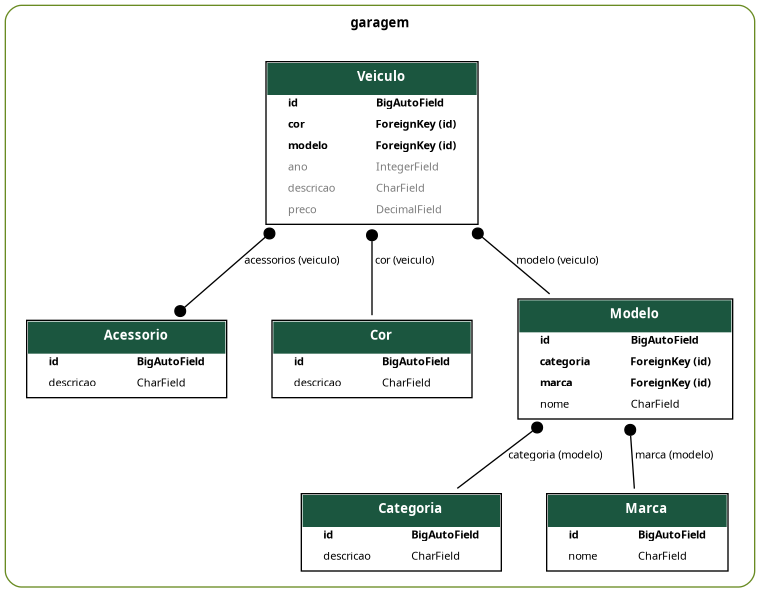 garagem
Veiculo
id BigAutoField
cor ForeignKey (id)
modelo ForeignKey (id)
ano IntegerField
descricao CharField
preco DecimalField
acessorios (veiculo)
cor (veiculo)
modelo (veiculo)
Acessorio
id BigAutoField
descricao CharField
Cor
id BigAutoField
descricao CharField
Modelo
id BigAutoField
categoria ForeignKey (id)
marca ForeignKey (id)
nome CharField
categoria (modelo)
marca (modelo)
Categoria
id BigAutoField
descricao CharField
Marca
id BigAutoField
nome CharField